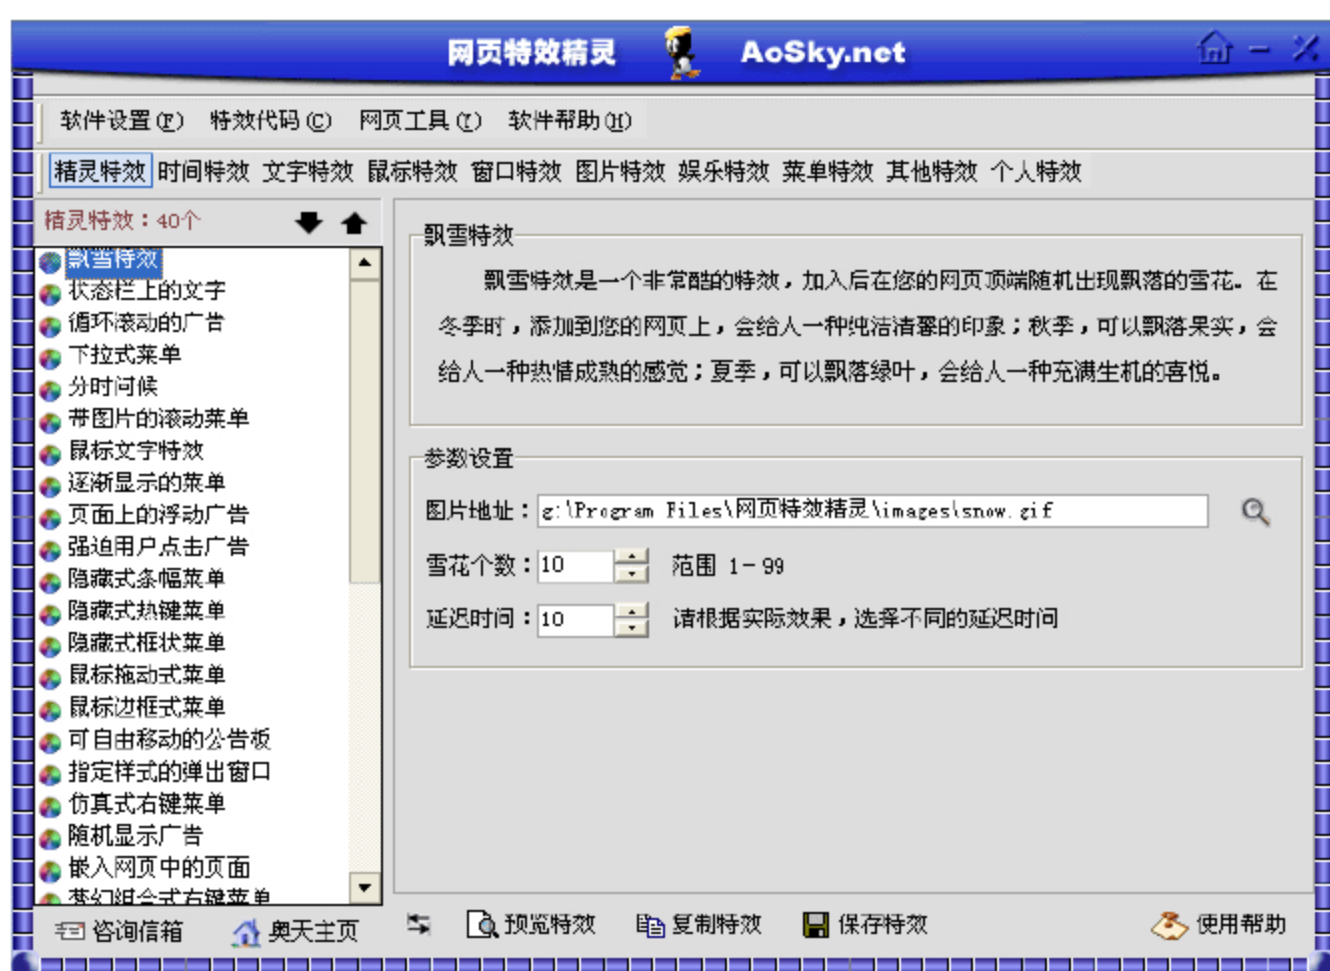 网页特效精灵 AoSky.net
软件设置(F) 特效代码(C) 网页工具(T) 软件帮助(H)
精灵特效 时间特效 文字特效 鼠标特效 窗口特效 图片特效 娱乐特效 菜单特效 其他特效 个人特效
精灵特效：40个
飘雪特效
状态栏上的文字
循环滚动的广告
下拉式菜单
分时问候
带图片的滚动菜单
鼠标文字特效
逐渐显示的菜单
页面上的浮动广告
强迫用户点击广告
隐藏式条幅菜单
隐藏式热键菜单
隐藏式框状菜单
鼠标拖动式菜单
鼠标边框式菜单
可自由移动的公告板
指定样式的弹出窗口
仿真式右键菜单
随机显示广告
嵌入网页中的页面
梦幻组合式右键菜单
飘雪特效
飘雪特效是一个非常酷的特效，加入后在您的网页顶端随机出现飘落的雪花。在
冬季时，添加到您的网页上，会给人一种纯洁清馨的印象；秋季，可以飘落果实，会
给人一种热情成熟的感觉；夏季，可以飘落绿叶，会给人一种充满生机的喜悦。
参数设置
图片地址：g:\Program Files\网页特效精灵\images\snow.gif
雪花个数：10 范围 1－99
延迟时间：10 请根据实际效果，选择不同的延迟时间
咨询信箱 奥天主页 预览特效 复制特效 保存特效 使用帮助